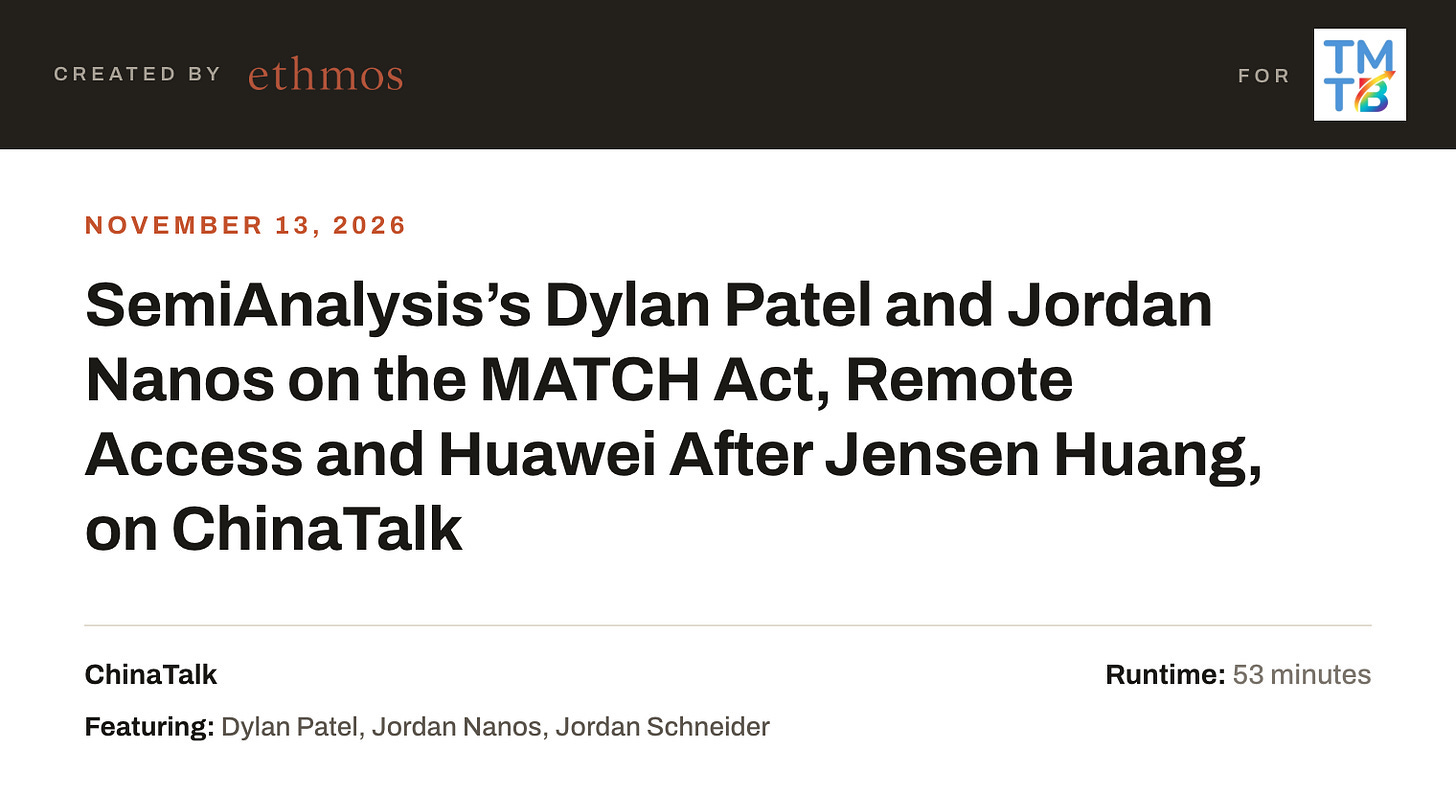 CREATED BY ethmos
FOR
TM
TB
NOVEMBER 13, 2026
SemiAnalysis’s Dylan Patel and Jordan
Nanos on the MATCH Act, Remote
Access and Huawei After Jensen Huang,
on ChinaTalk
ChinaTalk
Runtime: 53 minutes
Featuring: Dylan Patel, Jordan Nanos, Jordan Schneider